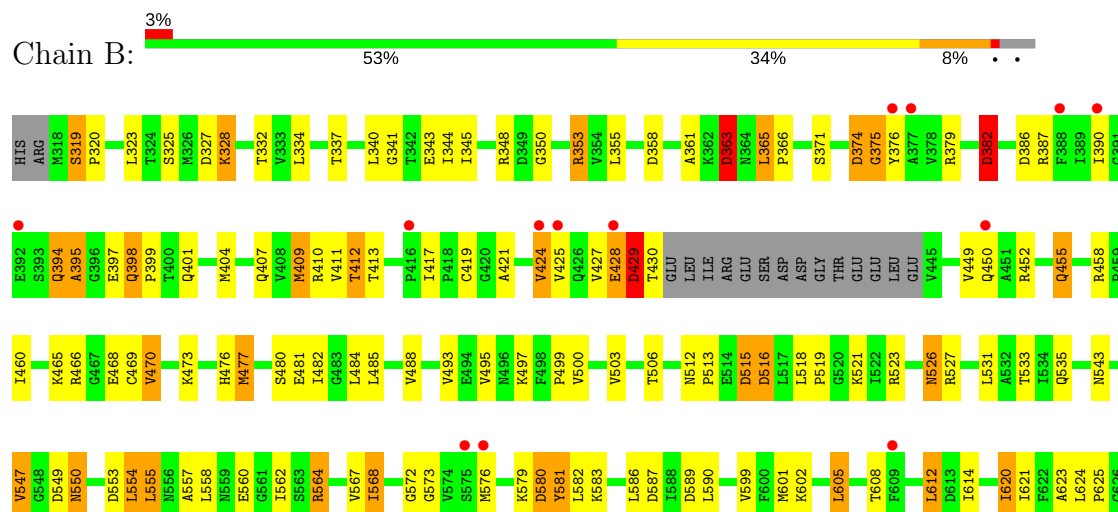 3%
Chain B:
53% 34% 8% • •
HIS ARG M318 S319 P320 L323 T324 S325 M326 D327 K328 T332 V333 L334 T337 L340 G341 T342 E343 I344 I345 R348 D349 G350 R353 V354 L355 D358 A361 K362 D363 N364 L365 P366 S371 D374 G375 Y376 A377 V378 R379 D382 D386 R387 F388 I389 I390
E392 S393 Q394 A395 G396 E397 Q398 P399 T400 Q401 M404 Q407 V408 M409 R410 V411 T412 T413 P416 I417 P418 C419 G420 A421 V424 V425 Q426 V427 E428 D429 T430 GLU LEU ILE ARG GLU SER ASP ASP GLY THR GLU GLU LEU GLU V445 V449 Q450 A451 R452 Q455 R458
I460 K465 R466 G467 E468 C469 V470 K473 H476 M477 S480 E481 I482 G483 L484 L485 V488 V493 E494 V495 N496 K497 F498 P499 V500 V503 T506 N512 P513 E514 D515 D516 L517 L518 P519 G520 K521 I522 R523 N526 R527 L531 A532 T533 I534 Q535 N543
V547 G548 D549 N550 D553 L554 L555 N556 A557 L558 N559 E560 G561 I562 S563 R564 V567 I568 G572 G573 V574 S575 M576 K579 D580 Y581 L582 K583 L586 D587 I588 D589 L590 V599 F600 M601 K602 L605 T608 F609 L612 D613 I614 I620 I621 F622 A623 L624 P625